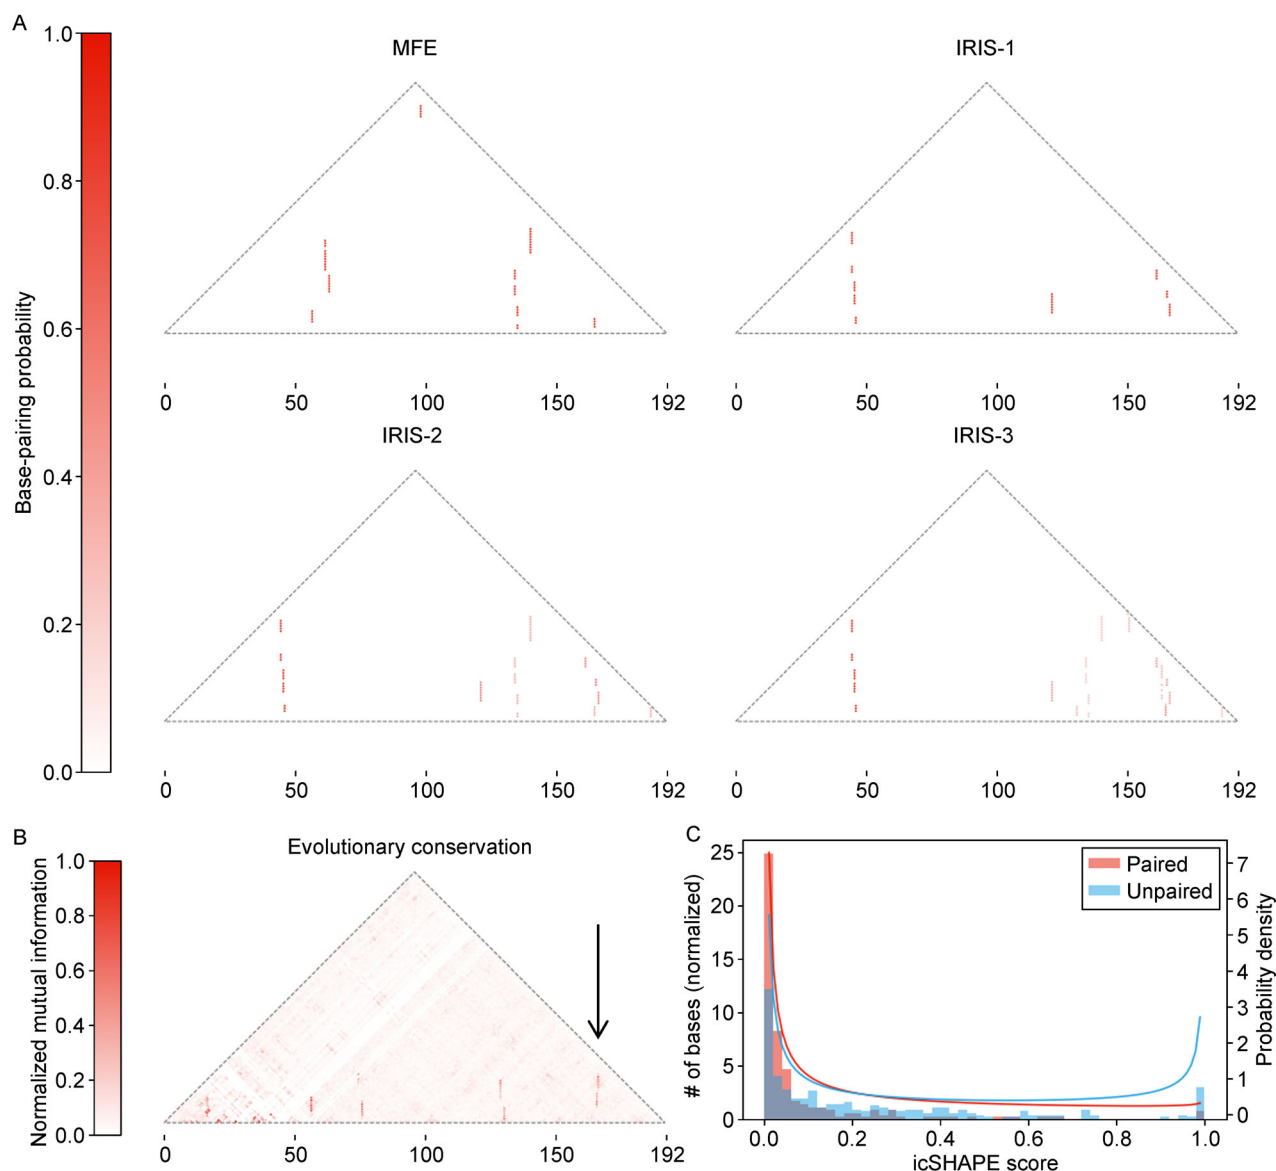 A
MFE
IRIS-1
Base-pairing probability
1.0
0.8
0.6
0.4
0.2
0.0
0 50 100 150 192
0 50 100 150 192
IRIS-2
IRIS-3
0 50 100 150 192
0 50 100 150 192
B
Evolutionary conservation
Normalized mutual information
1.0
0.8
0.6
0.4
0.2
0.0
0 50 100 150 192
C
# of bases (normalized)
25
20
15
10
5
0
Paired
Unpaired
7
6
5
4
3
2
1
0
Probability density
0.0 0.2 0.4 0.6 0.8 1.0
icSHAPE score